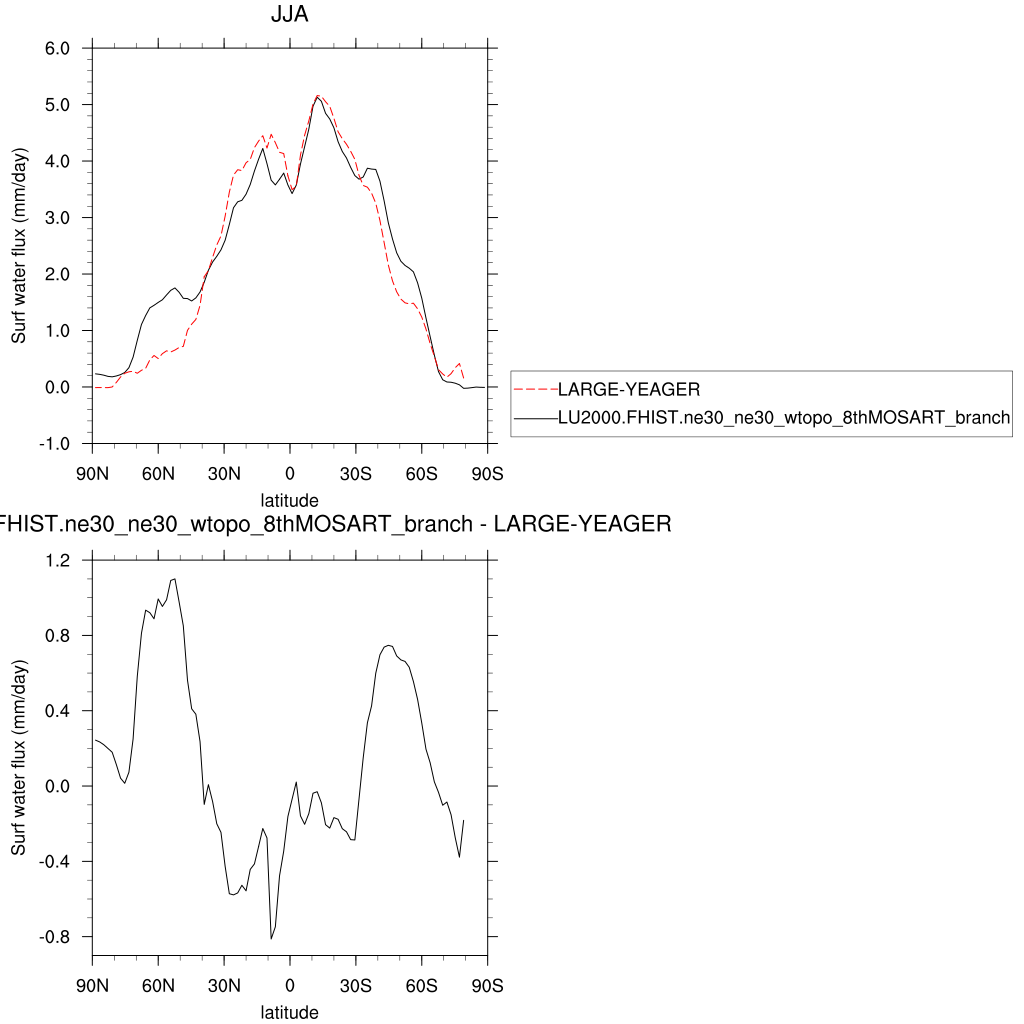 JJA
6.0
5.0
4.0
3.0
2.0
1.0
0.0
-1.0
Surf water flux (mm/day)
90N 60N 30N 0 30S 60S 90S
latitude
LARGE-YEAGER
LU2000.FHIST.ne30_ne30_wtopo_8thMOSART_branch
FHIST.ne30_ne30_wtopo_8thMOSART_branch - LARGE-YEAGER
1.2
0.8
0.4
0.0
-0.4
-0.8
Surf water flux (mm/day)
90N 60N 30N 0 30S 60S 90S
latitude